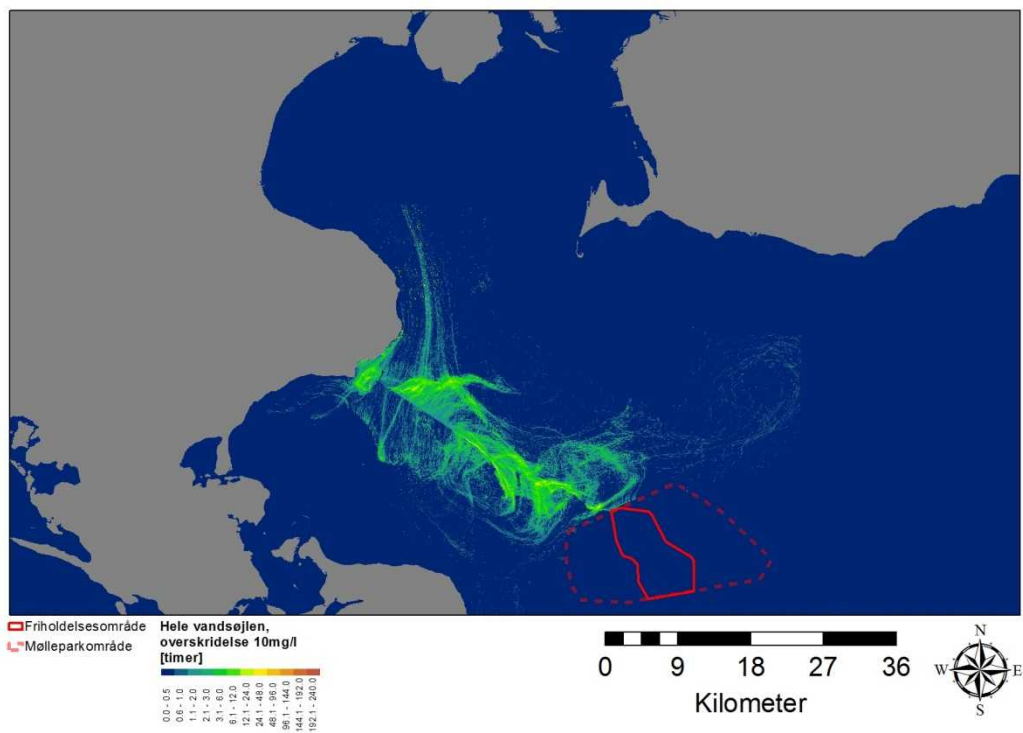 Friholdelsesområde
Mølleparkområde
Hele vandsøjlen,
overskridelse 10mg/l
[timer]
0.0 - 0.5
0.6 - 1.0
1.1 - 2.0
2.1 - 3.0
3.1 - 6.0
6.1 - 12.0
12.1 - 24.0
24.1 - 48.0
48.1 - 96.0
96.1 - 144.0
144.1 - 192.0
192.1 - 240.0
0 9 18 27 36
Kilometer
N
W E
S